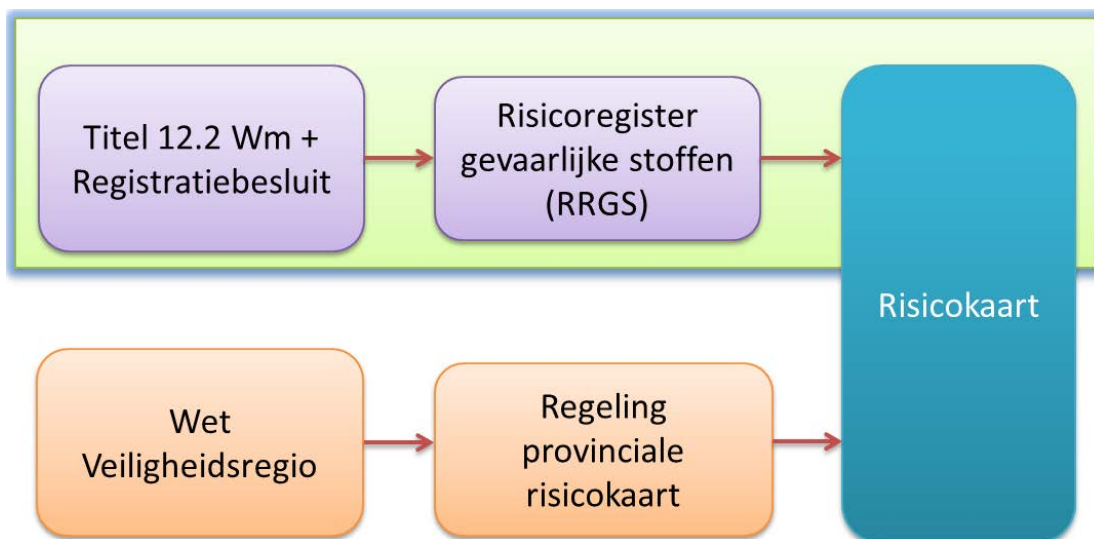 Titel 12.2 Wm +
Registratiebesluit
Risicoregister
gevaarlijke stoffen
(RRGS)
Risicokaart
Wet
Veiligheidsregio
Regeling
provinciale
risicokaart